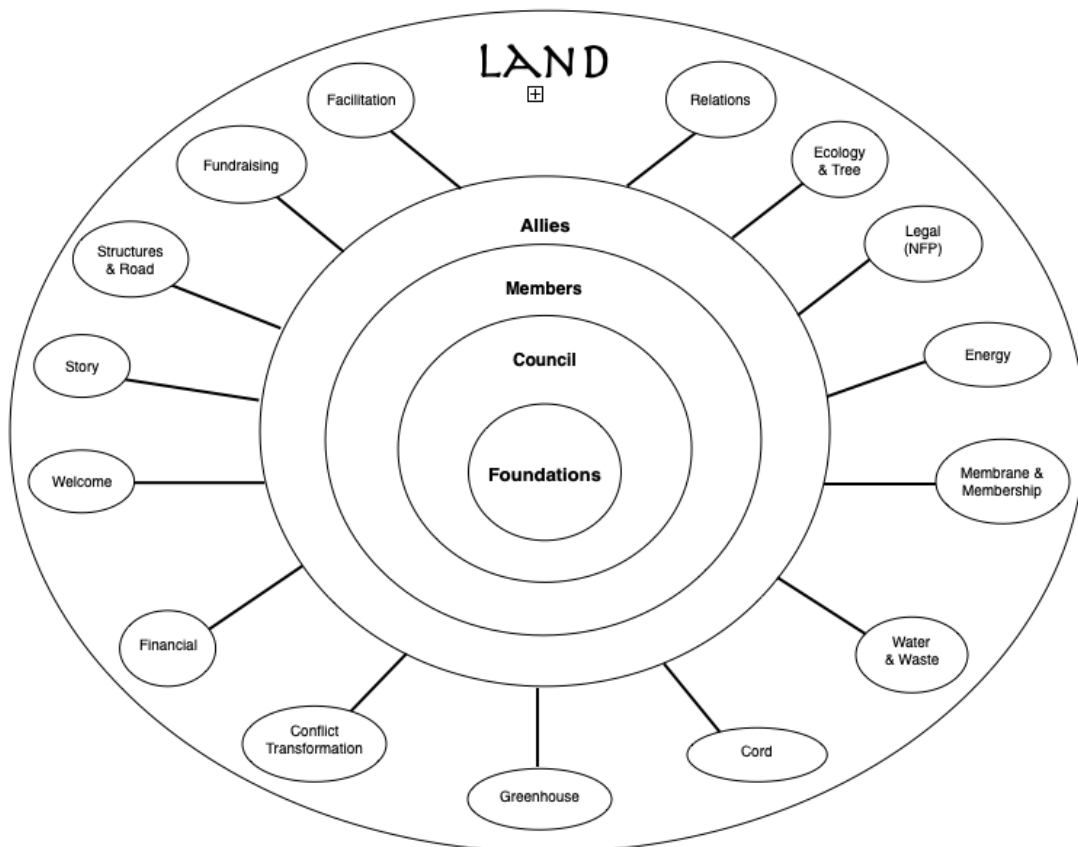 LAND
Facilitation
Relations
Fundraising
Ecology
& Tree
Structures
& Road
Allies
Legal
(NFP)
Members
Story
Council
Energy
Welcome
Foundations
Membrane &
Membership
Financial
Water
& Waste
Conflict
Transformation
Cord
Greenhouse